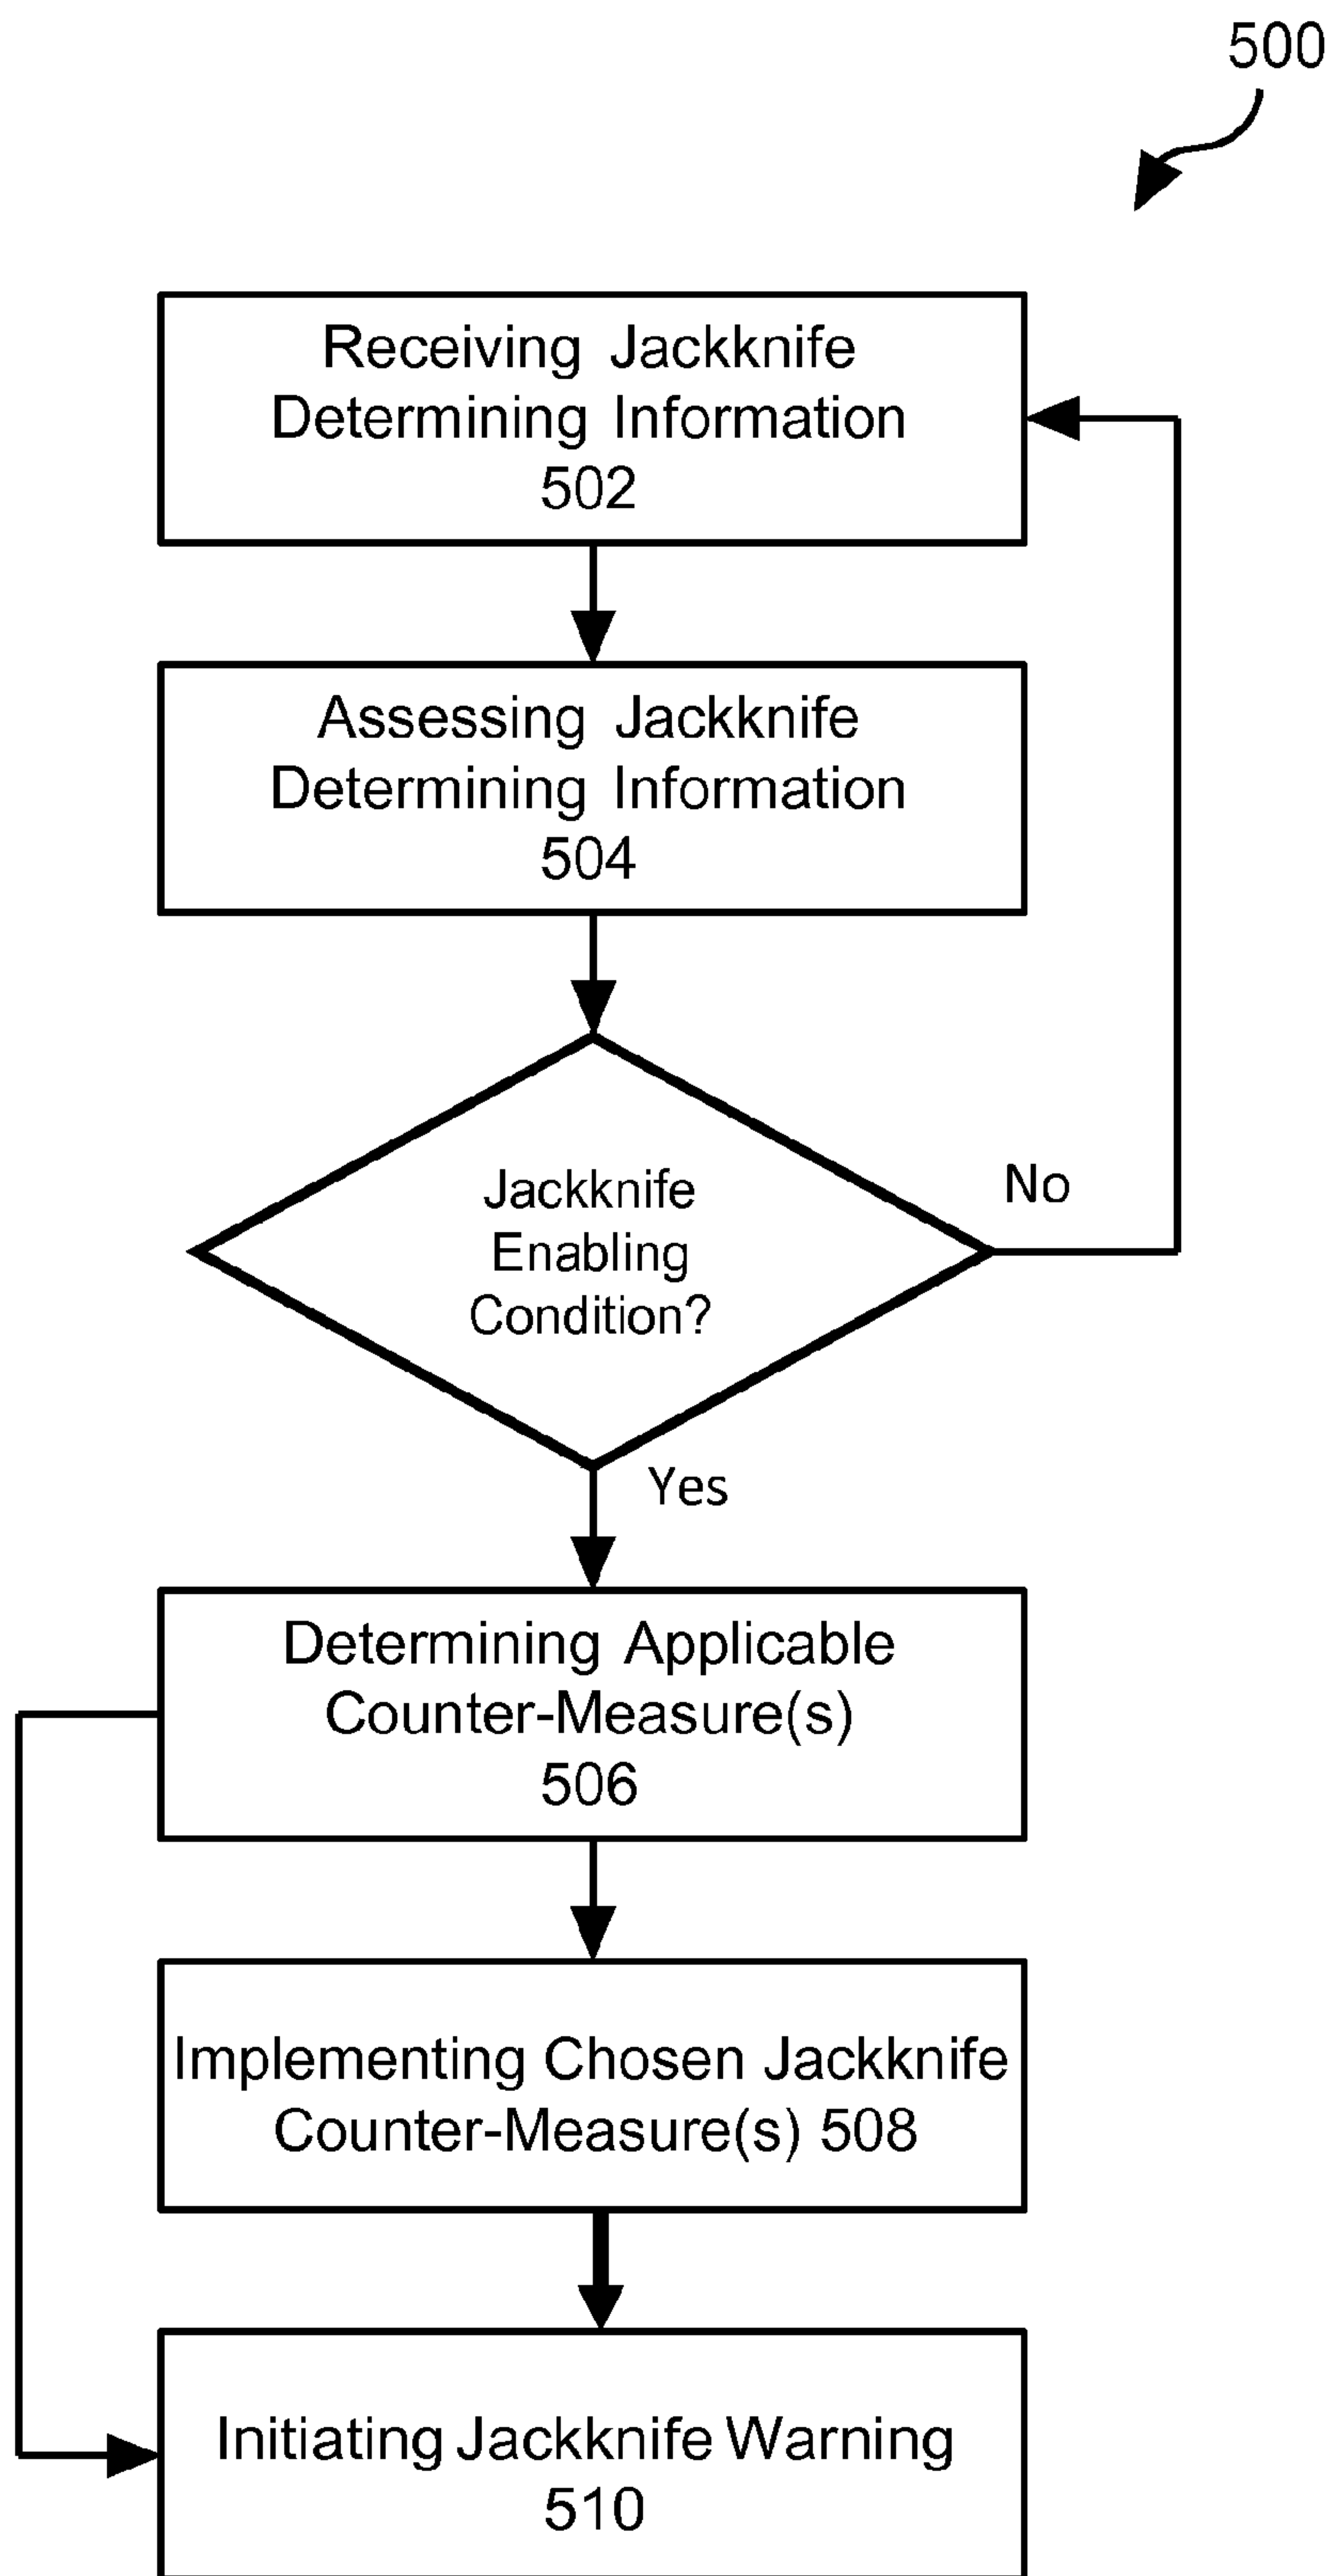 500
Receiving Jackknife
Determining Information
502
Assessing Jackknife
Determining Information
504
Jackknife
Enabling
Condition?
No
Yes
Determining Applicable
Counter-Measure(s)
506
Implementing Chosen Jackknife
Counter-Measure(s) 508
Initiating Jackknife Warning
510